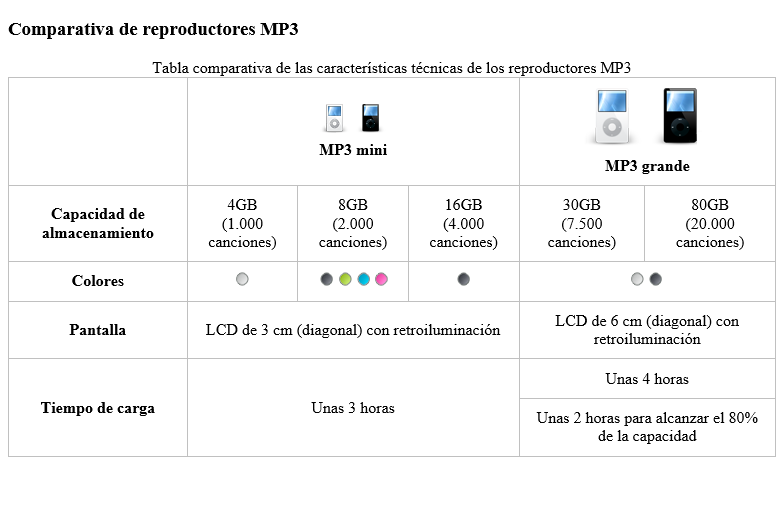 Comparativa de reproductores MP3
Tabla comparativa de las características técnicas de los reproductores MP3
MP3 mini
MP3 grande
Capacidad de
almacenamiento
4GB
(1.000
canciones)
8GB
(2.000
canciones)
16GB
(4.000
canciones)
30GB
(7.500
canciones)
80GB
(20.000
canciones)
Colores
Pantalla
LCD de 3 cm (diagonal) con retroiluminación
LCD de 6 cm (diagonal) con
retroiluminación
Tiempo de carga
Unas 3 horas
Unas 4 horas
Unas 2 horas para alcanzar el 80%
de la capacidad